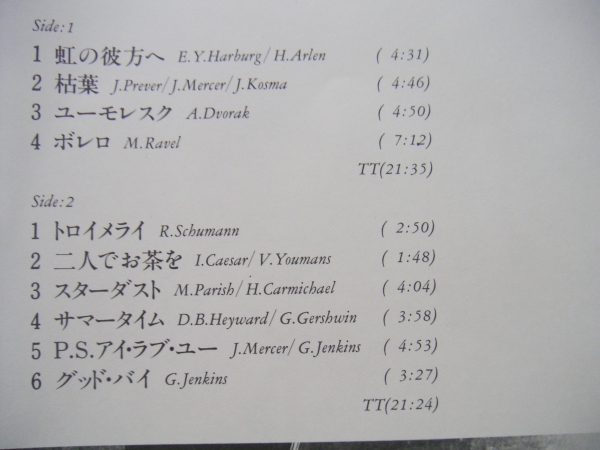 Side:1
1 虹の彼方へ E.Y.Harburg/H.Arlen ( 4:31)
2 枯葉 J.Prever/J.Mercer/J.Kosma ( 4:46)
3 ユーモレスク A.Dvorak ( 4:50)
4 ボレロ M.Ravel ( 7:12)
TT(21:35)
Side:2
1 トロイメライ R.Schumann ( 2:50)
2 二人でお茶を I.Caesar/V.Youmans ( 1:48)
3 スターダスト M.Parish/H.Carmichael ( 4:04)
4 サマータイム D.B.Heyward/G.Gershwin ( 3:58)
5 P.S.アイ・ラブ・ユー J.Mercer/G.Jenkins ( 4:53)
6 グッド・バイ G.Jenkins ( 3:27)
TT(21:24)